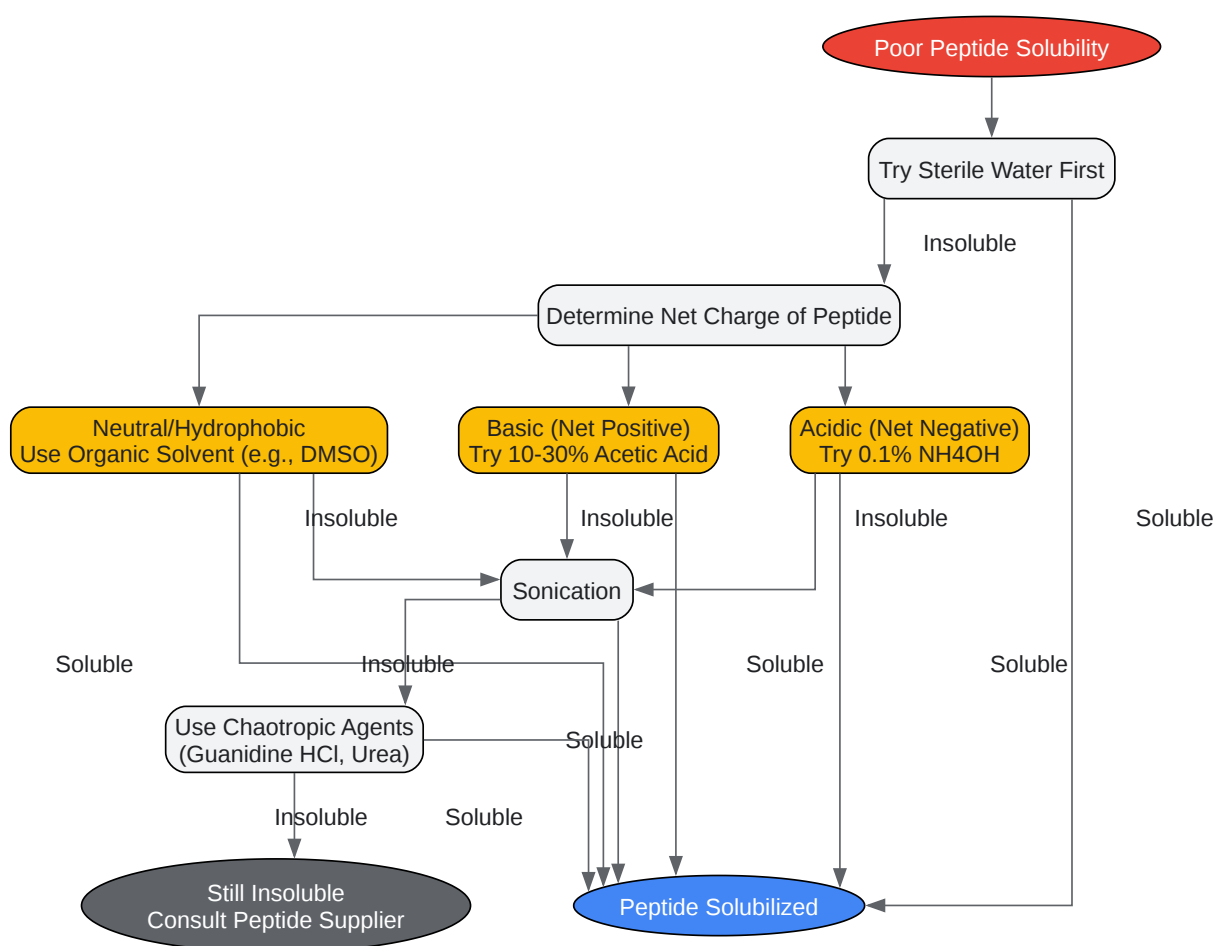 Poor Peptide Solubility
Try Sterile Water First
Insoluble
Determine Net Charge of Peptide
Neutral/Hydrophobic
Use Organic Solvent (e.g., DMSO)
Basic (Net Positive)
Try 10-30% Acetic Acid
Acidic (Net Negative)
Try 0.1% NH4OH
Insoluble
Insoluble
Insoluble
Soluble
Sonication
Soluble
Insoluble
Soluble
Soluble
Use Chaotropic Agents
(Guanidine HCl, Urea)
Soluble
Insoluble
Soluble
Still Insoluble
Consult Peptide Supplier
Peptide Solubilized